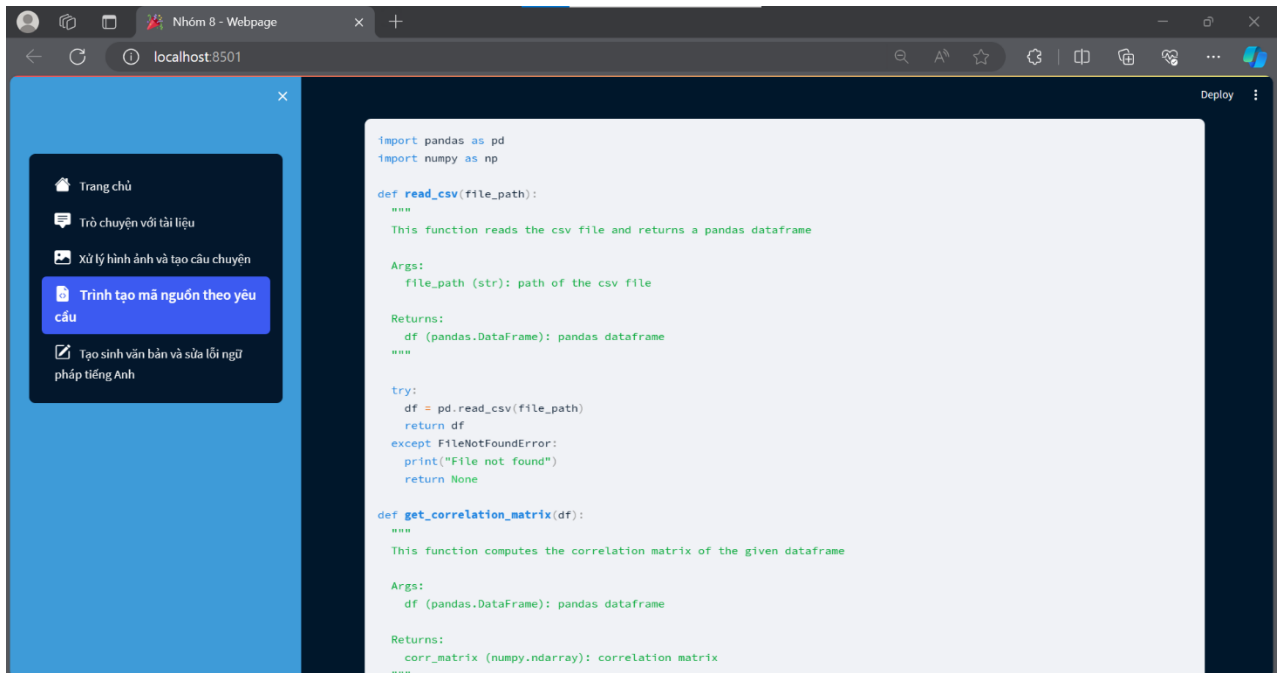 Nhóm 8 - Webpage
localhost:8501
Deploy
Trang chủ
Trò chuyện với tài liệu
Xử lý hình ảnh và tạo câu chuyện
Trình tạo mã nguồn theo yêu
cầu
Tạo sinh văn bản và sửa lỗi ngữ
pháp tiếng Anh
import pandas as pd
import numpy as np
def read_csv(file_path):
"""
This function reads the csv file and returns a pandas dataframe
Args:
file_path (str): path of the csv file
Returns:
df (pandas.DataFrame): pandas dataframe
"""
try:
df = pd.read_csv(file_path)
return df
except FileNotFoundError:
print("File not found")
return None
def get_correlation_matrix(df):
"""
This function computes the correlation matrix of the given dataframe
Args:
df (pandas.DataFrame): pandas dataframe
Returns:
corr_matrix (numpy.ndarray): correlation matrix
"""